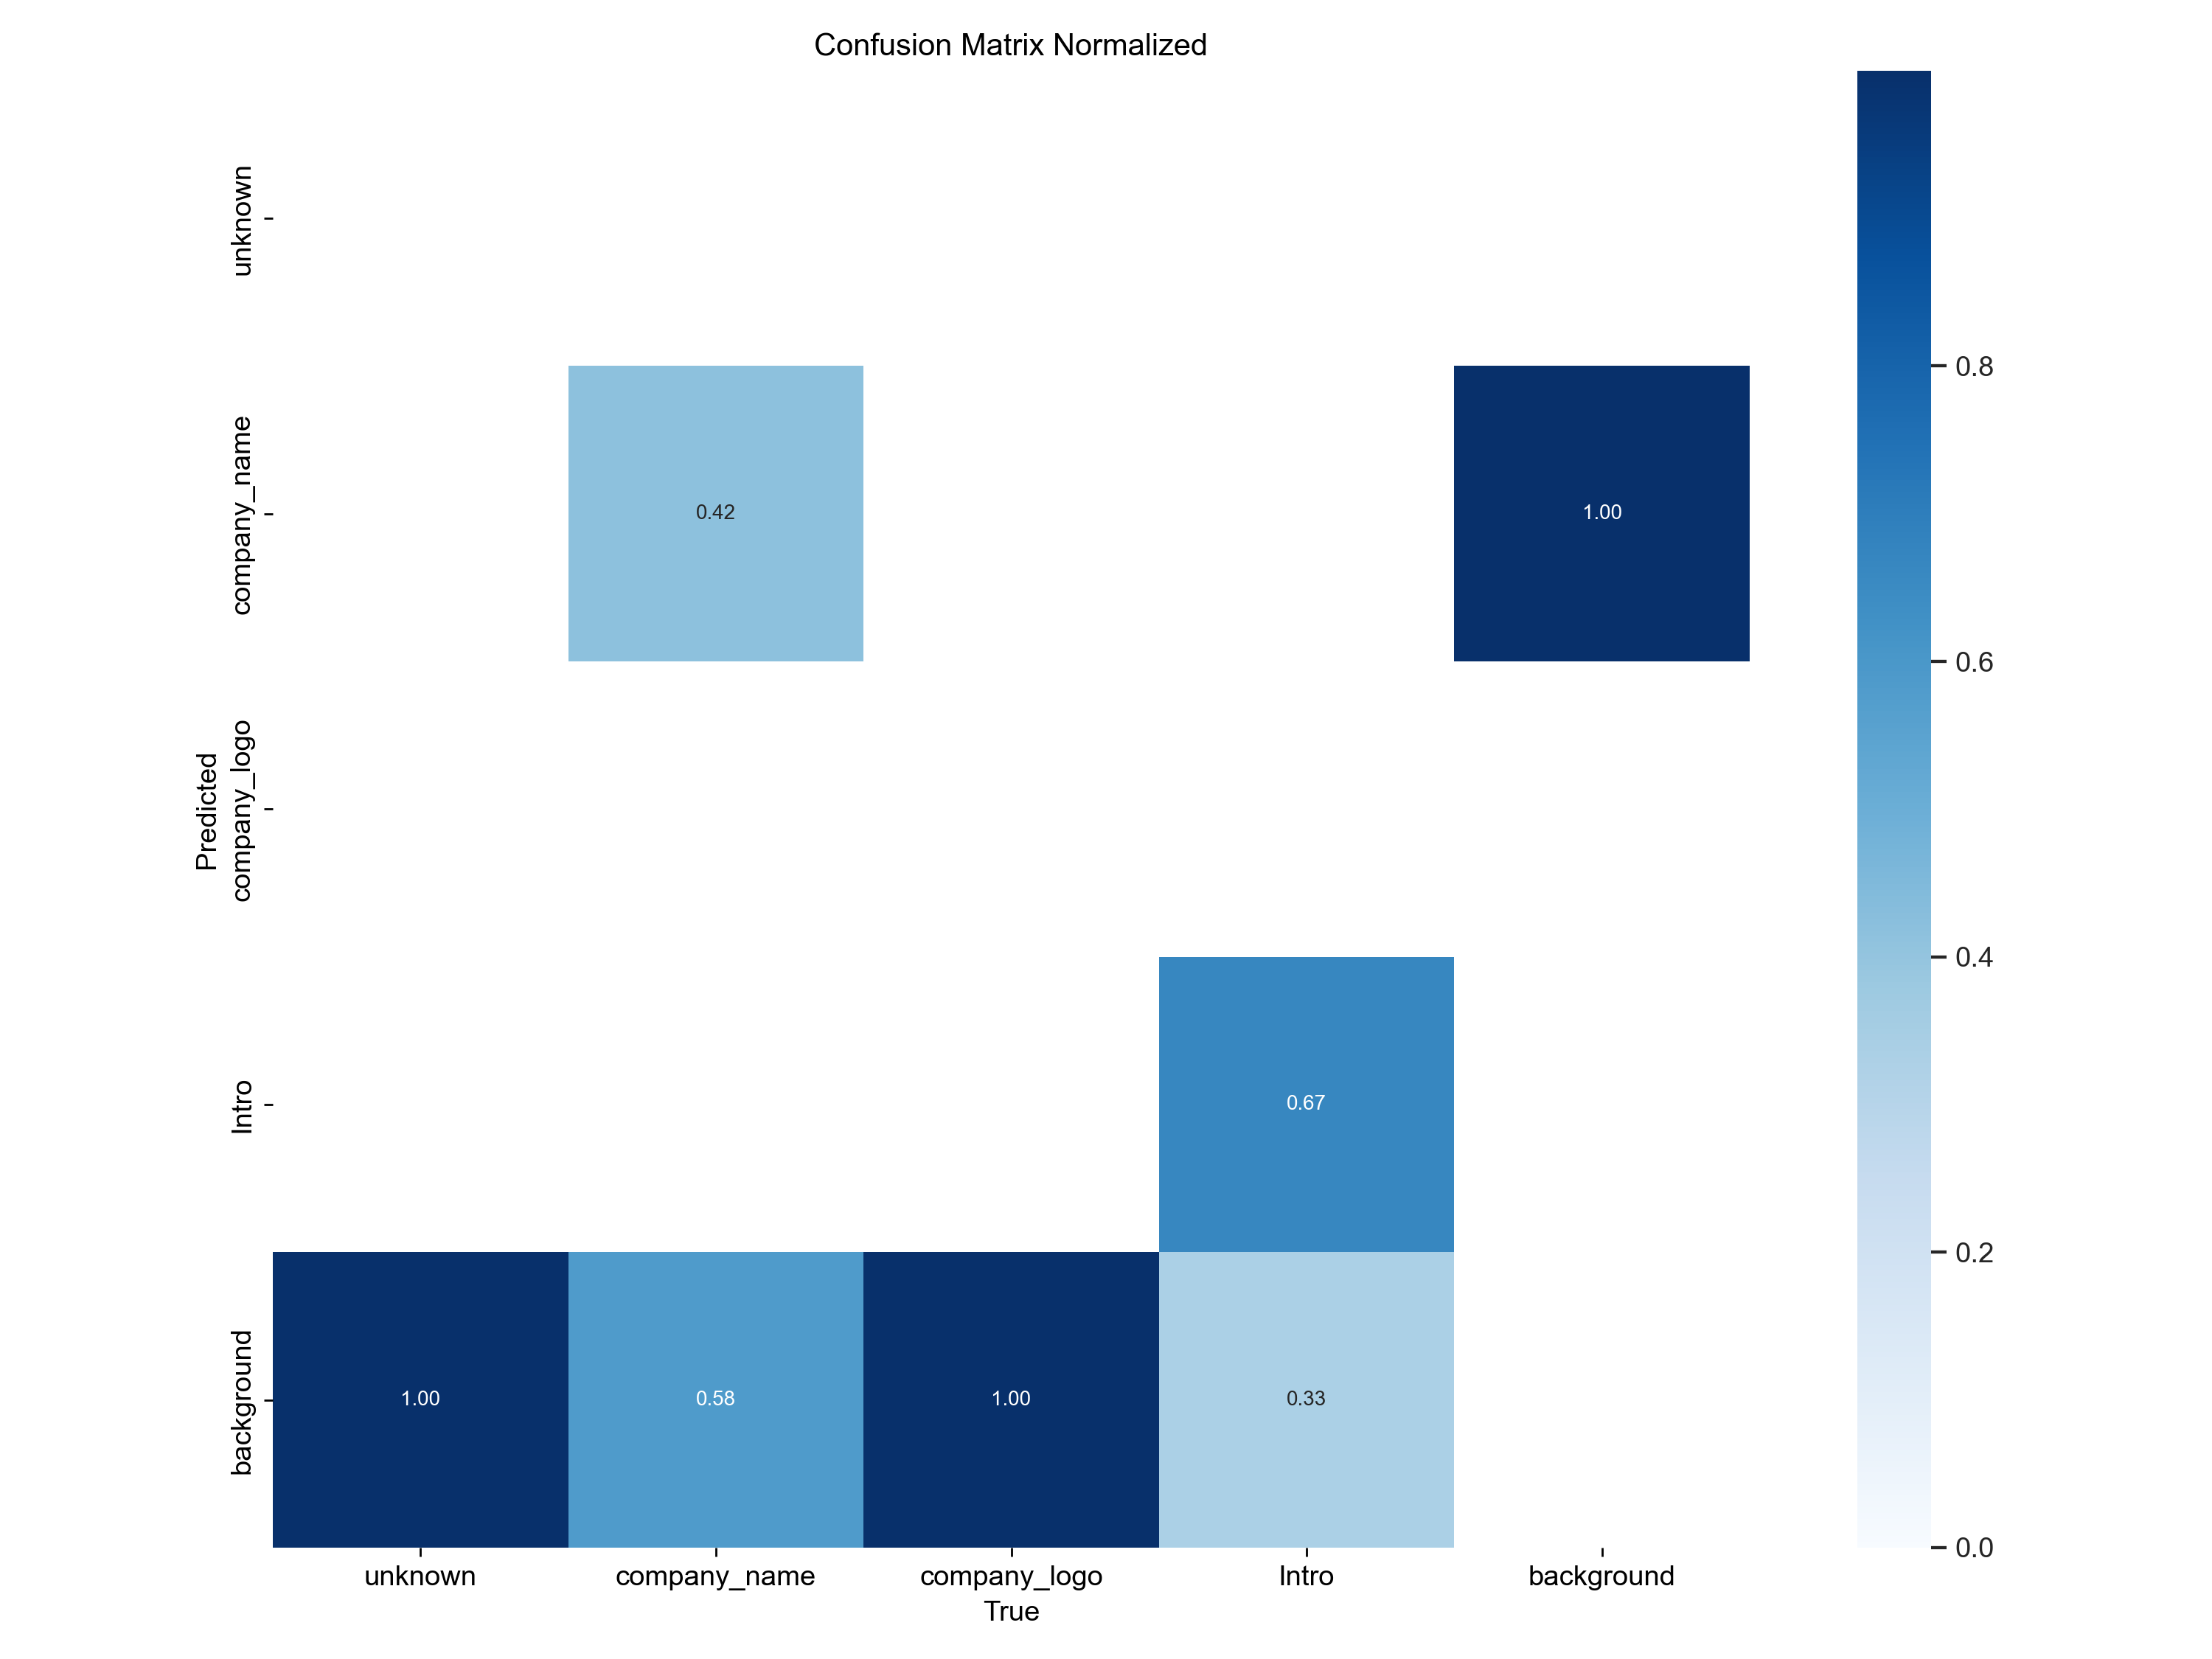 Confusion Matrix Normalized
unknown
company_name
0.42
1.00
company_logo
Predicted
Intro
0.67
background
1.00
0.58
1.00
0.33
unknown
company_name
company_logo
Intro
background
True
0.8
0.6
0.4
0.2
0.0